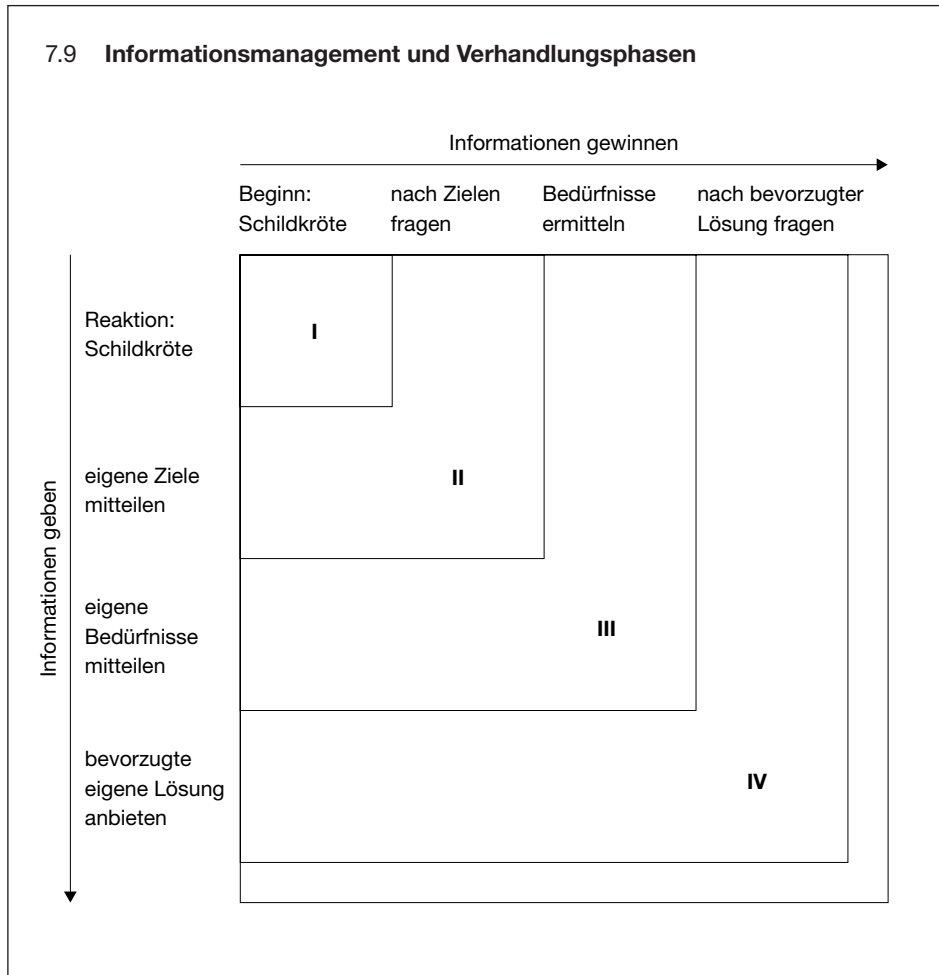 7.9 Informationsmanagement und Verhandlungsphasen
Informationen gewinnen
Beginn:
Schildkröte
nach Zielen
fragen
Bedürfnisse
ermitteln
nach bevorzugter
Lösung fragen
Informationen geben
Reaktion:
Schildkröte
I
eigene Ziele
mitteilen
II
eigene
Bedürfnisse
mitteilen
III
bevorzugte
eigene Lösung
anbieten
IV